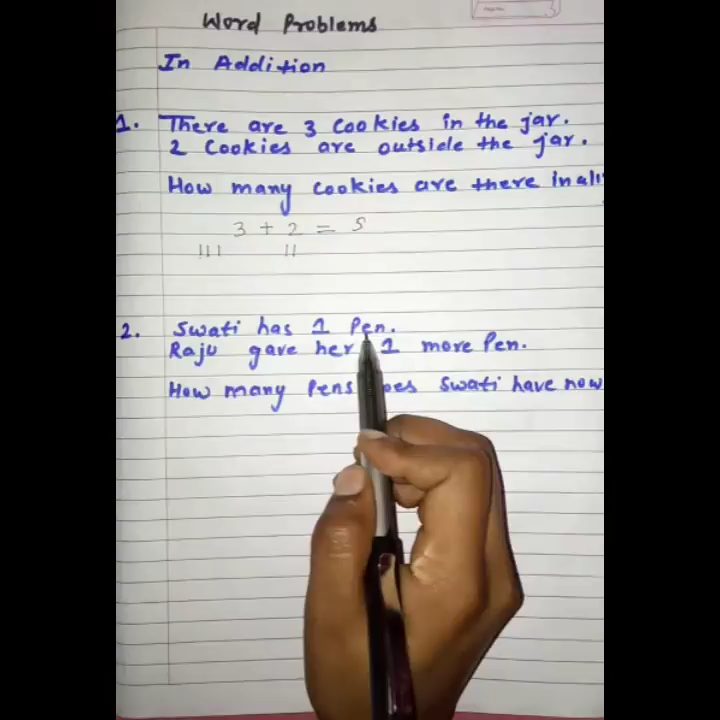 Word Problems
In Addition
1. There are 3 Cookies in the jar.
2 Cookies are outside the jar.
How many cookies are there in all
3 + 2 = 5
2. Swati has 1 Pen.
Raju gave her 1 more Pen.
How many Pens Swati have now